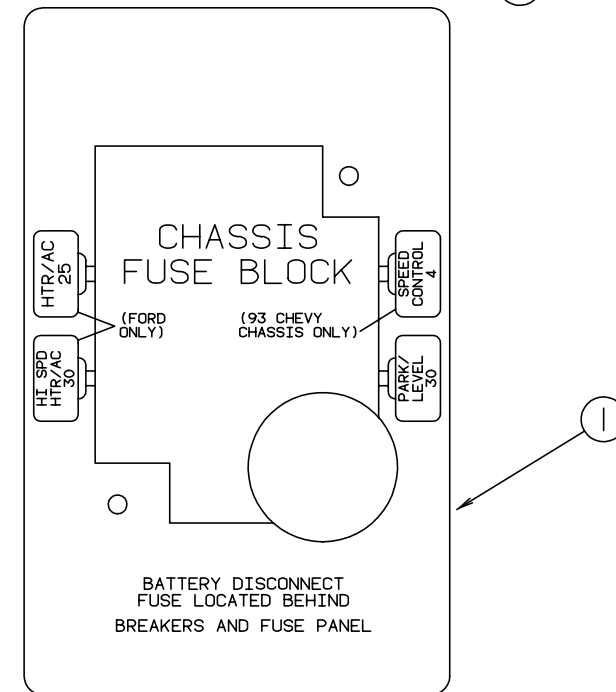 CHASSIS
FUSE BLOCK
HTR/AC
25
SPEED
CONTROL
4
(FORD
ONLY)
(93 CHEVY
CHASSIS ONLY)
HI SPD
HTR/AC
30
PARK/
LEVEL
30
1
BATTERY DISCONNECT
FUSE LOCATED BEHIND
BREAKERS AND FUSE PANEL